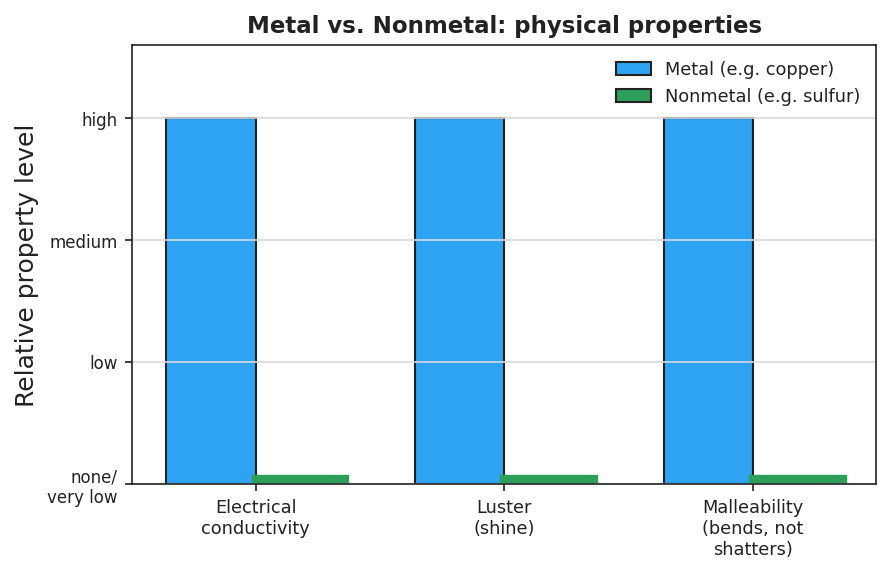 Metal vs. Nonmetal: physical properties
Metal (e.g. copper)
Nonmetal (e.g. sulfur)
Relative property level
high
medium
low
none/
very low
Electrical
conductivity
Luster
(shine)
Malleability
(bends, not
shatters)